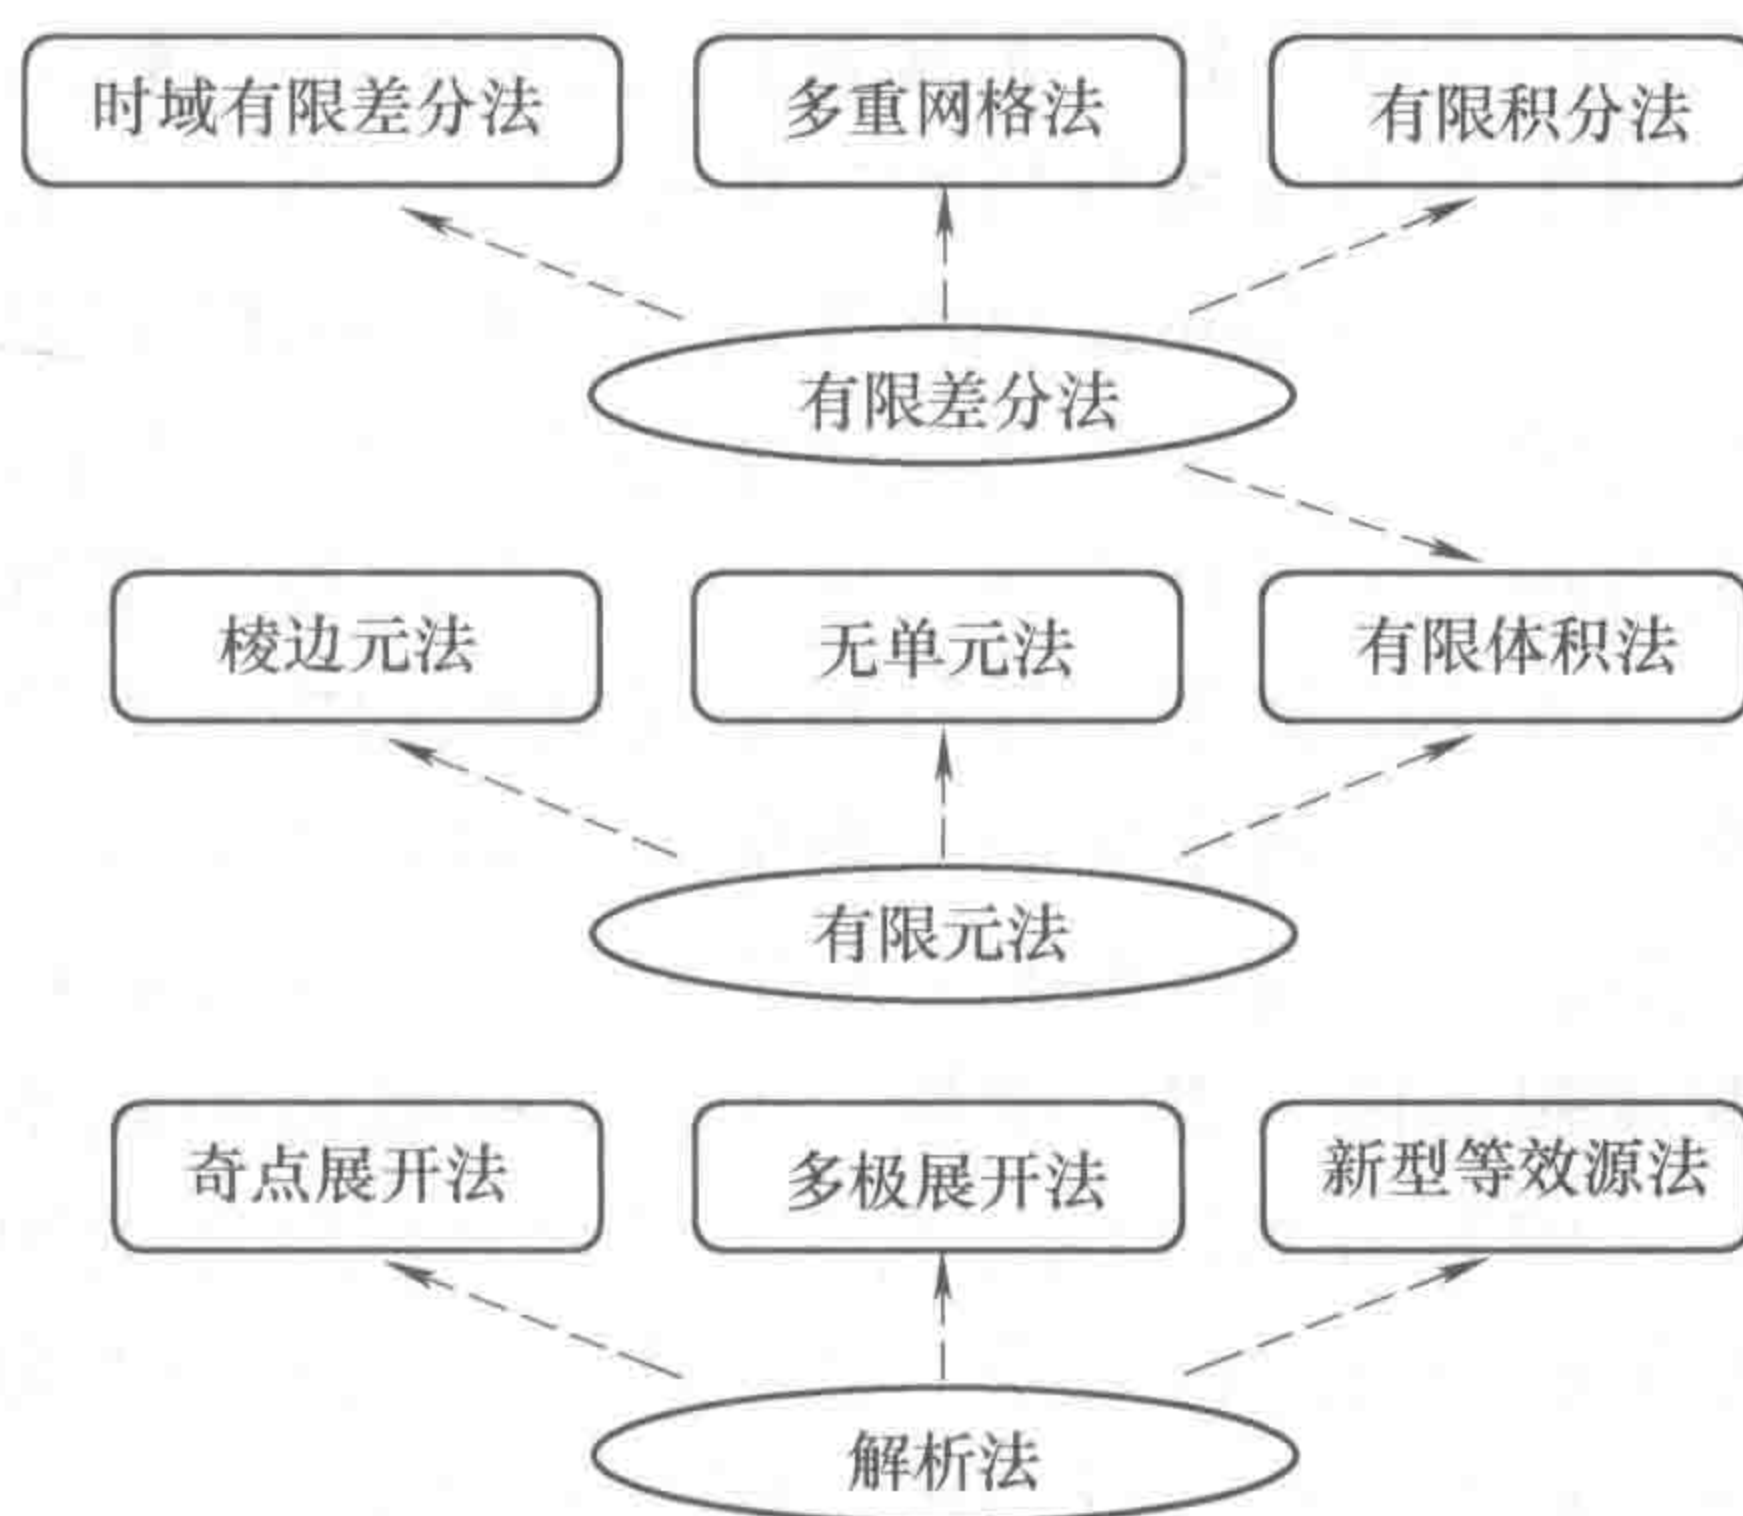 时域有限差分法
多重网格法
有限积分法
有限差分法
棱边元法
无单元法
有限体积法
有限元法
奇点展开法
多极展开法
新型等效源法
解析法